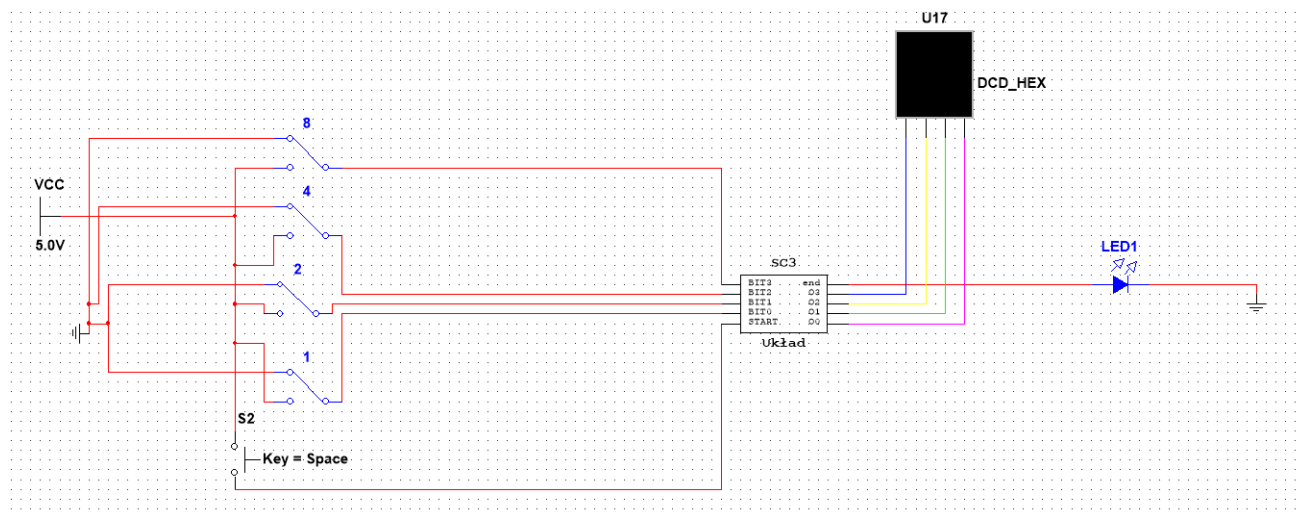 U17
DCD_HEX
8
VCC
4
5.0V
2
LED1
SC3
BIT3 end
BIT2 O3
BIT1 O2
BIT0 O1
START O0
Układ
1
S2
Key = Space